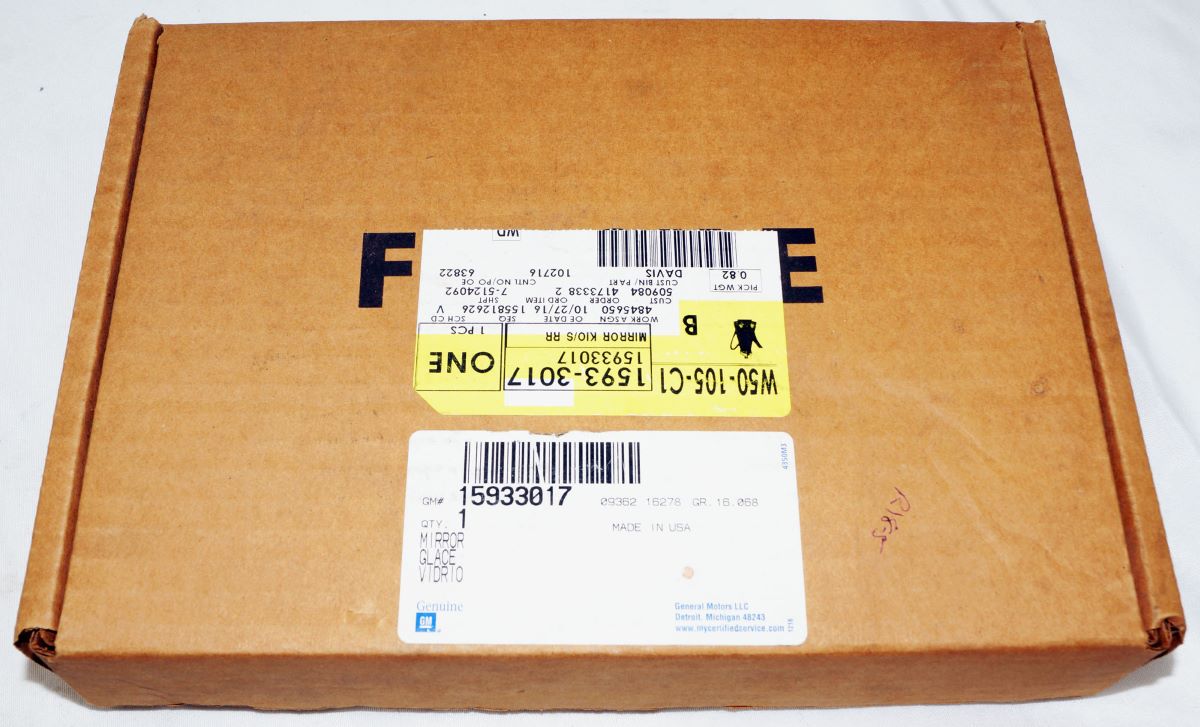 F E
W50-105-C1
1593-3017
15933017
MIRROR KIO/S RR
ONE
1 PCS
B
WORK ASGN OE DATE SEQ SCH CD
4845650 10/27/16 155812626 V
CUST ORDER ORD ITEM SHPT
509084 4173338 2 7-5124092
CUST BIN/PART CNTL NO/PO OE
DAVIS 102716 63822
PICK WGT
0.82
WD
GM# 15933017
09362 16278 GR.16.068
QTY. 1
MADE IN USA
MIRROR
GLACE
VIDRIO
Genuine
GM
General Motors LLC
Detroit, Michigan 48243
www.mycertifiedservice.com
1216
4350M3